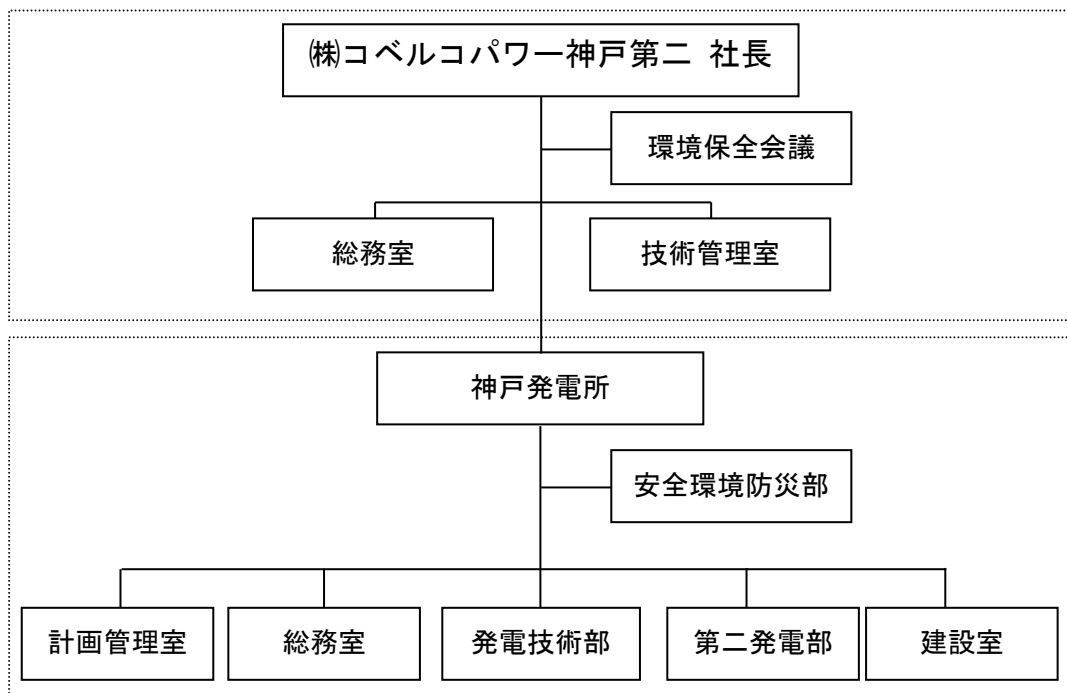 ㈱コベルコパワー神戸第二 社長
環境保全会議
総務室
技術管理室
神戸発電所
安全環境防災部
計画管理室
総務室
発電技術部
第二発電部
建設室